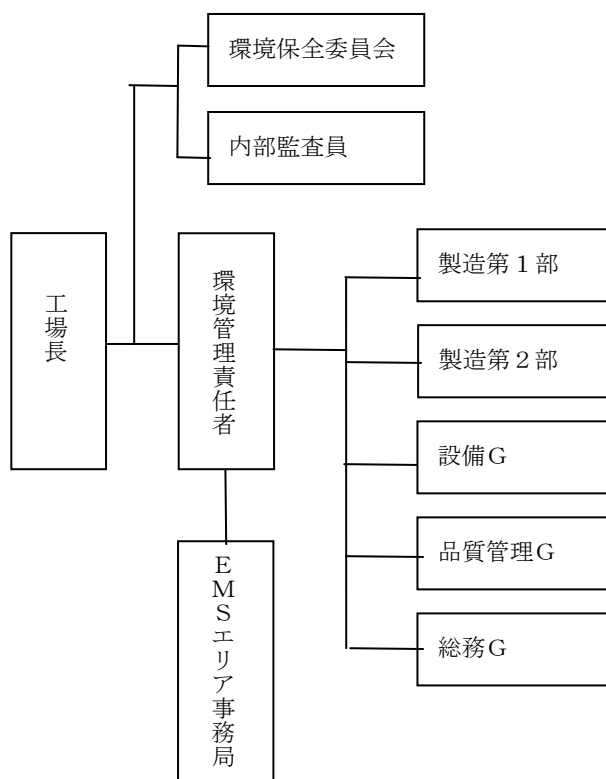 環境保全委員会
内部監査員
工場長
環境管理責任者
製造第１部
製造第２部
設備Ｇ
品質管理Ｇ
総務Ｇ
ＥＭＳエリア事務局